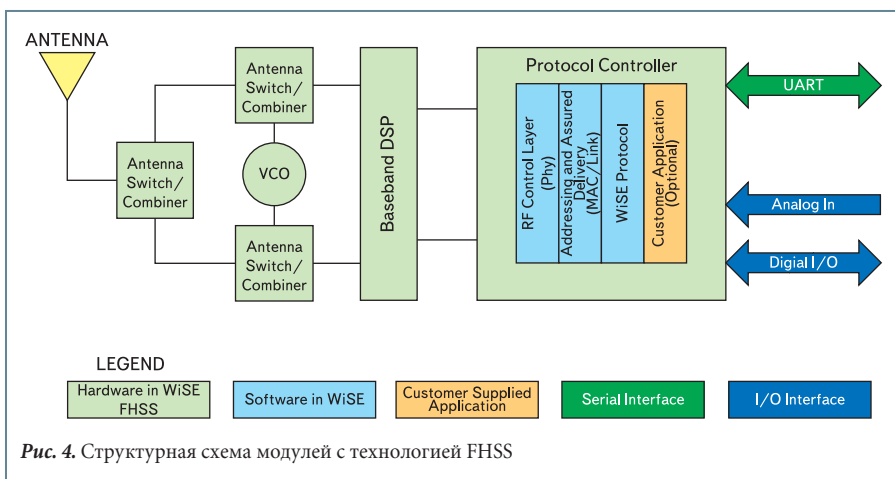 ANTENNA
Antenna
Switch/
Combiner
Antenna
Switch/
Combiner
VCO
Antenna
Switch/
Combiner
Baseband DSP
Protocol Controller
RF Control Layer
(Phy)
Addressing and Assured
Delivery
(MAC/Link)
WiSE Protocol
Customer Application
(Optional)
UART
Analog In
Digial I/O
LEGEND
Hardware in WiSE
FHSS
Software in WiSE
Customer Supplied
Application
Serial Interface
I/O Interface
Рис. 4. Структурная схема модулей с технологией FHSS